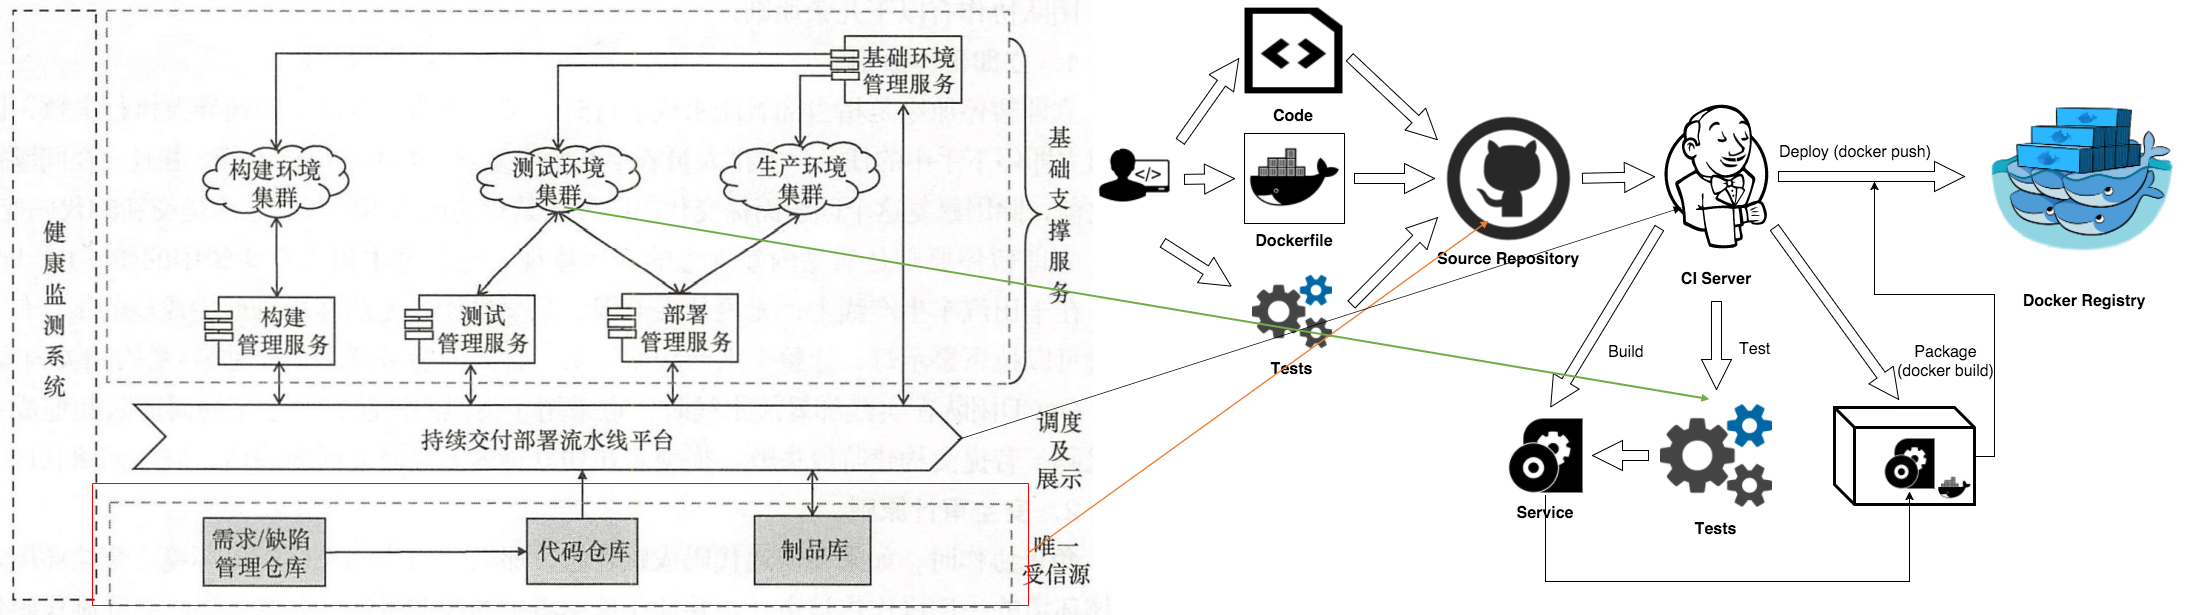 基础环境
管理服务
构建环境
集群
测试环境
集群
生产环境
集群
构建
管理服务
测试
管理服务
部署
管理服务
健康监测系统
基础支撑服务
持续交付部署流水线平台
调度
及
展示
需求/缺陷
管理仓库
代码仓库
制品库
唯一
受信源
Code
</>
Dockerfile
Tests
Source Repository
CI Server
Deploy (docker push)
Docker Registry
Build
Test
Package
(docker build)
Service
Tests